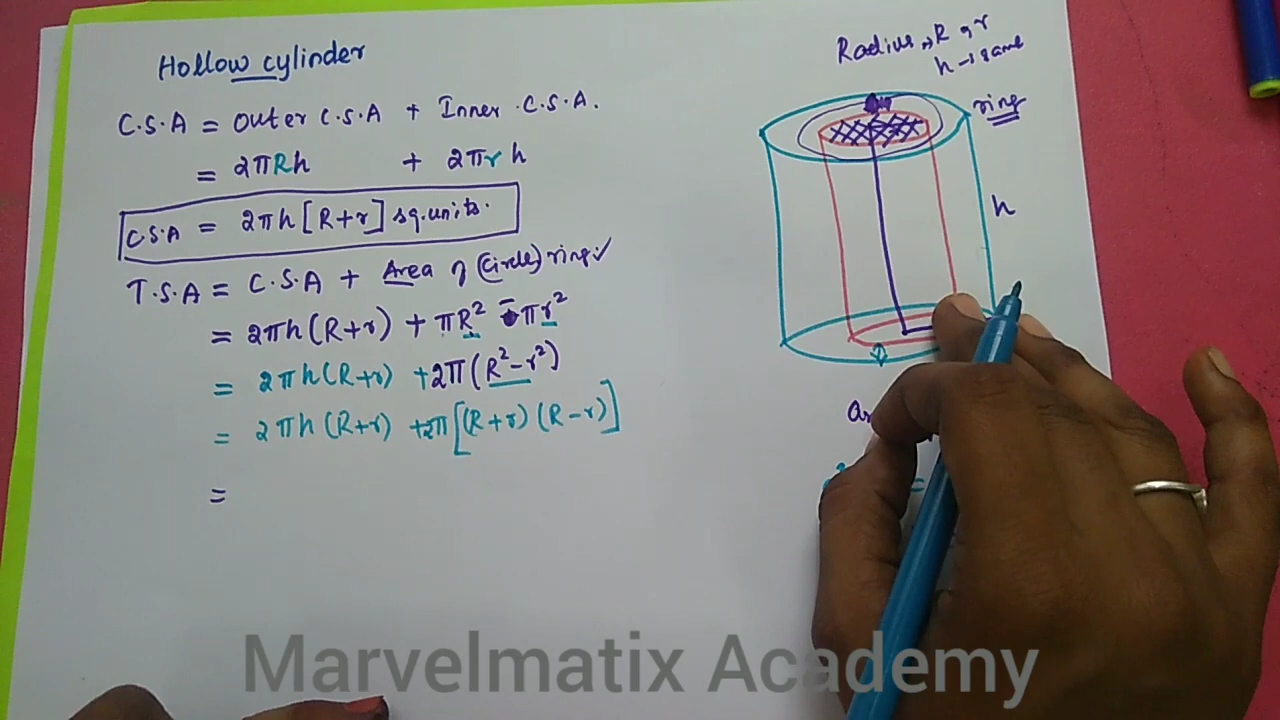 Hollow cylinder
C.S.A = Outer C.S.A + Inner C.S.A.
= 2πRh + 2πrh
CSA = 2πh[R+r] sq.units.
T.S.A = C.S.A + Area of (Circle) ring ✓
= 2πh(R+r) + πR² - πr²
= 2πh(R+r) +2π(R²-r²)
= 2πh(R+r) +2π[(R+r)(R-r)]
=
Radius → R, r
h → same
ring
h
=
Marvelmatix Academy